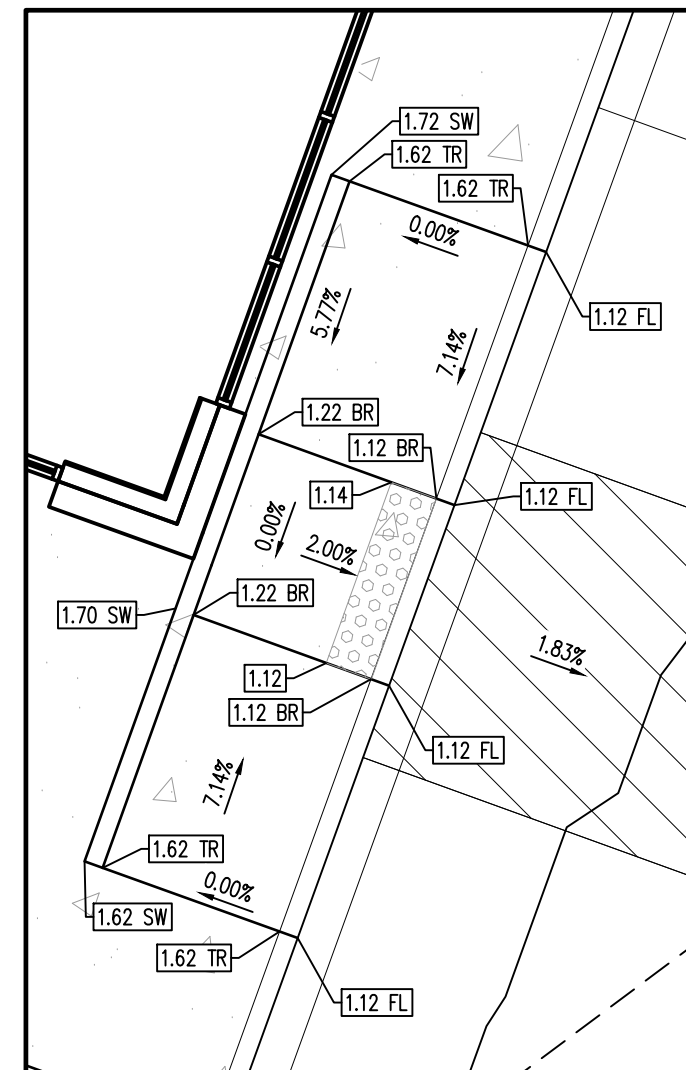 1.72 SW
1.62 TR
1.62 TR
0.00%
1.12 FL
5.77%
7.14%
1.22 BR
1.12 BR
1.14
1.12 FL
0.00%
2.00%
1.22 BR
1.70 SW
1.83%
1.12
1.12 BR
1.12 FL
7.14%
1.62 TR
0.00%
1.62 SW
1.62 TR
1.12 FL